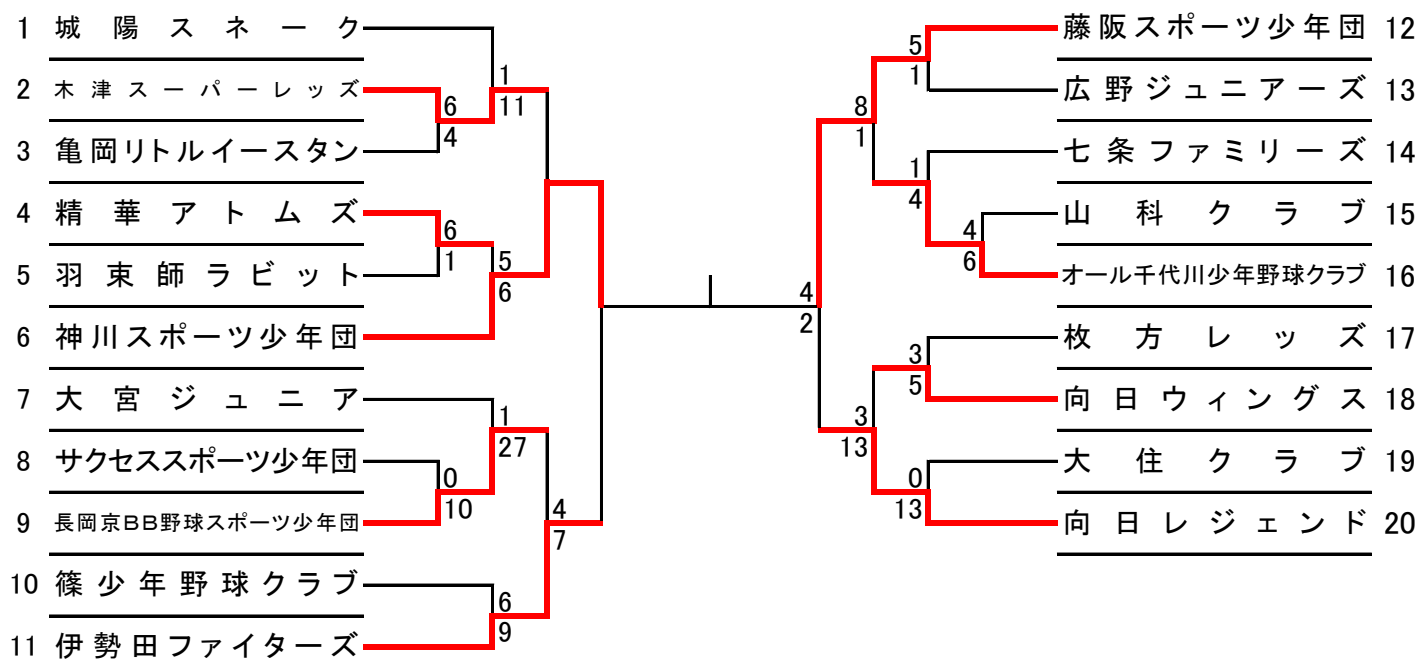 1 城陽スネーク
2 木津スーパーレッズ
3 亀岡リトルイースタン
4 精華アトムズ
5 羽束師ラビット
6 神川スポーツ少年団
7 大宮ジュニア
8 サクセススポーツ少年団
9 長岡京BB野球スポーツ少年団
10 篠少年野球クラブ
11 伊勢田ファイターズ
1
11
6
4
6
1
5
6
1
27
0
10
4
7
6
9
4
2
5
1
8
1
1
4
4
6
3
5
3
13
0
13
藤阪スポーツ少年団 12
広野ジュニアーズ 13
七条ファミリーズ 14
山科クラブ 15
オール千代川少年野球クラブ 16
枚方レッズ 17
向日ウィングス 18
大住クラブ 19
向日レジェンド 20